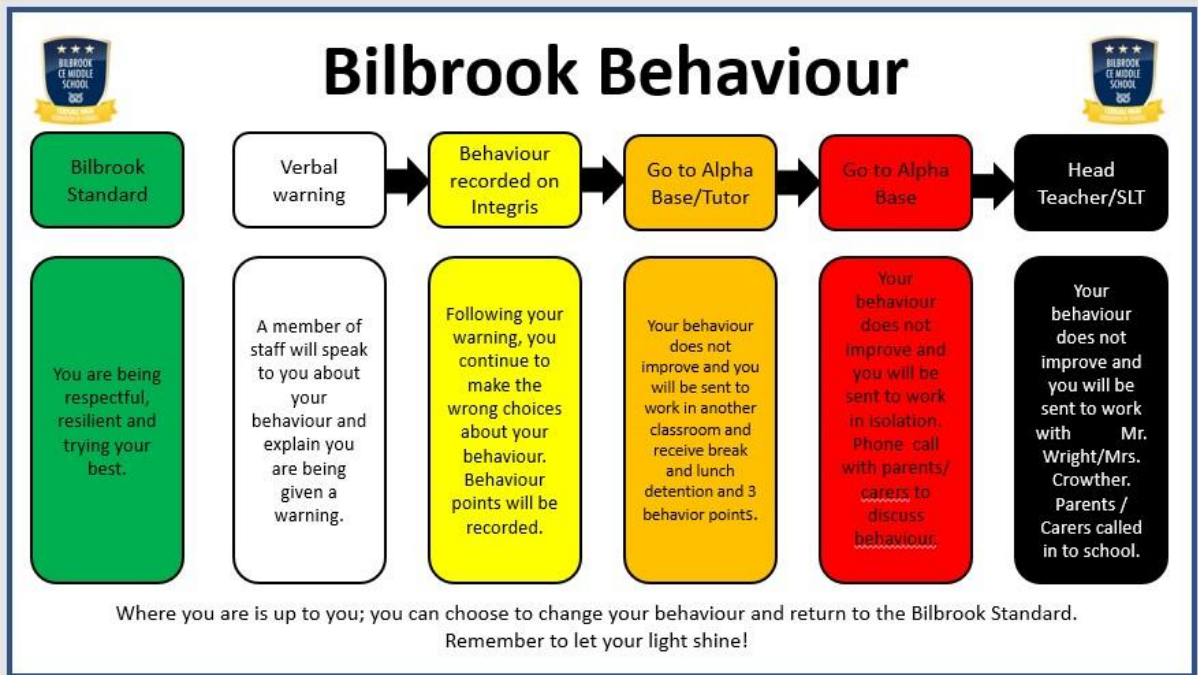 ★★★
BILBROOK
CE MIDDLE
SCHOOL
Bilbrook Behaviour
★★★
BILBROOK
CE MIDDLE
SCHOOL
Bilbrook
Standard
Verbal
warning
Behaviour
recorded on
Integris
Go to Alpha
Base/Tutor
Go to Alpha
Base
Head
Teacher/SLT
You are being
respectful,
resilient and
trying your
best.
A member of
staff will speak
to you about
your
behaviour and
explain you
are being
given a
warning.
Following your
warning, you
continue to
make the
wrong choices
about your
behaviour.
Behaviour
points will be
recorded.
Your behaviour
does not
improve and you
will be sent to
work in another
classroom and
receive break
and lunch
detention and 3
behavior points.
Your
behaviour
does not
improve and
you will be
sent to work
in isolation.
Phone call
with parents/
carers to
discuss
behaviour.
Your
behaviour
does not
improve and
you will be
sent to work
with Mr.
Wright/Mrs.
Crowther.
Parents /
Carers called
in to school.
Where you are is up to you; you can choose to change your behaviour and return to the Bilbrook Standard.
Remember to let your light shine!